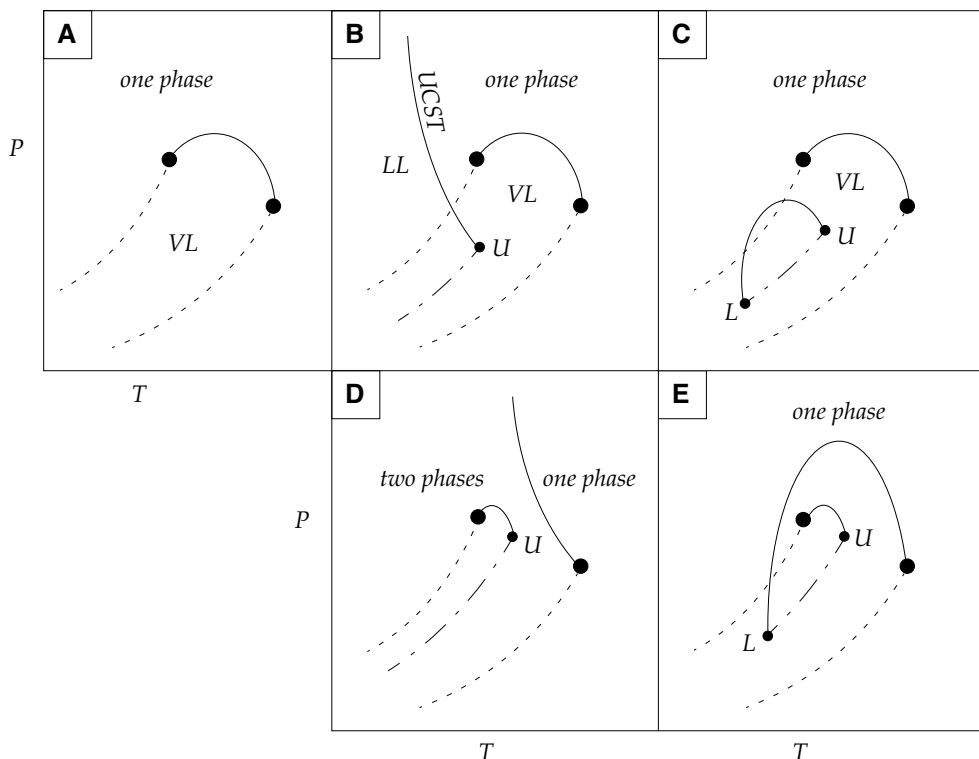 A
one phase
P
VL
T
B
UCST
one phase
LL
VL
U
C
one phase
VL
U
L
D
two phases
one phase
P
U
T
E
one phase
U
L
T